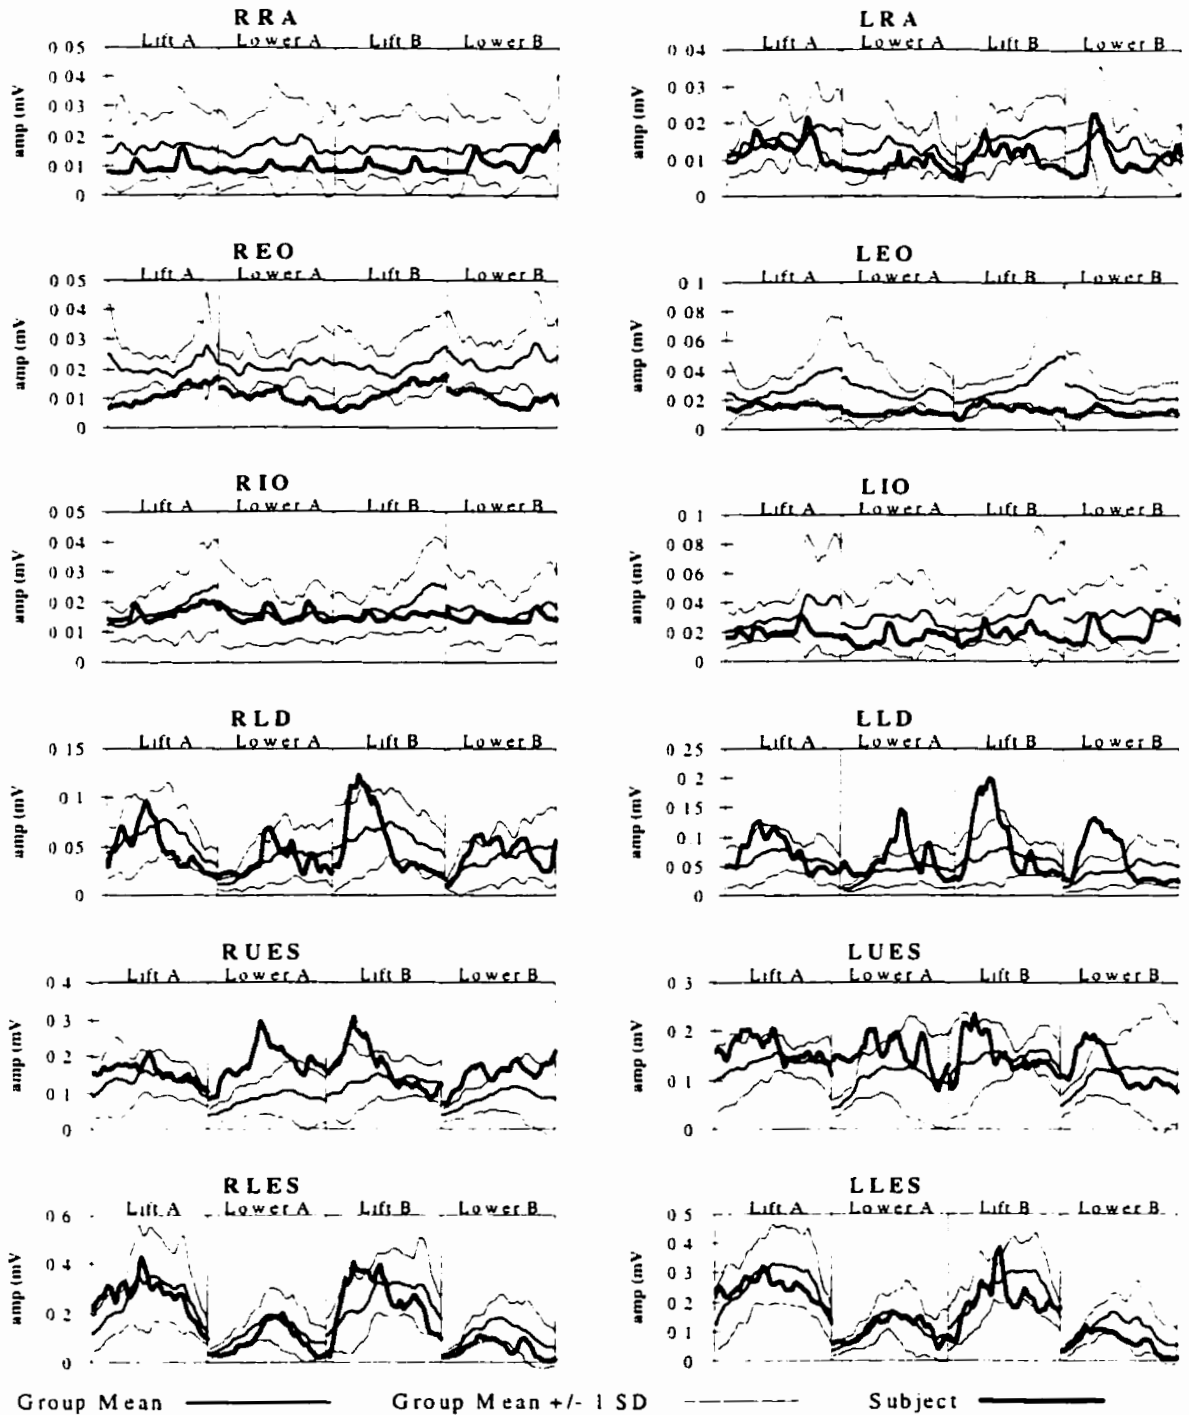 RRA
Lift A Lower A Lift B Lower B
0 05
0 04
0 03
0 02
0 01
0
amp (mV
LRA
Lift A Lower A Lift B Lower B
0 04
0 03
0 02
0 01
0
amp (mV
REO
Lift A Lower A Lift B Lower B
0 05
0 04
0 03
0 02
0 01
0
amp (mV
LEO
Lift A Lower A Lift B Lower B
0 1
0 08
0 06
0 04
0 02
0
amp (mV
RIO
Lift A Lower A Lift B Lower B
0 05
0 04
0 03
0 02
0 01
0
amp (mV
LIO
Lift A Lower A Lift B Lower B
0 1
0 08
0 06
0 04
0 02
0
amp (mV
RLD
Lift A Lower A Lift B Lower B
0 15
0 1
0 05
0
amp (mV
LLD
Lift A Lower A Lift B Lower B
0 25
0 2
0 15
0 1
0 05
0
amp (mV
RUES
Lift A Lower A Lift B Lower B
0 4
0 3
0 2
0 1
0
amp (mV
LUES
Lift A Lower A Lift B Lower B
0 3
0 2
0 1
0
amp (mV
RLES
Lift A Lower A Lift B Lower B
0 6
0 4
0 2
0
amp (mV
LLES
Lift A Lower A Lift B Lower B
0 5
0 4
0 3
0 2
0 1
0
amp (mV
Group Mean Group Mean +/- 1 SD Subject